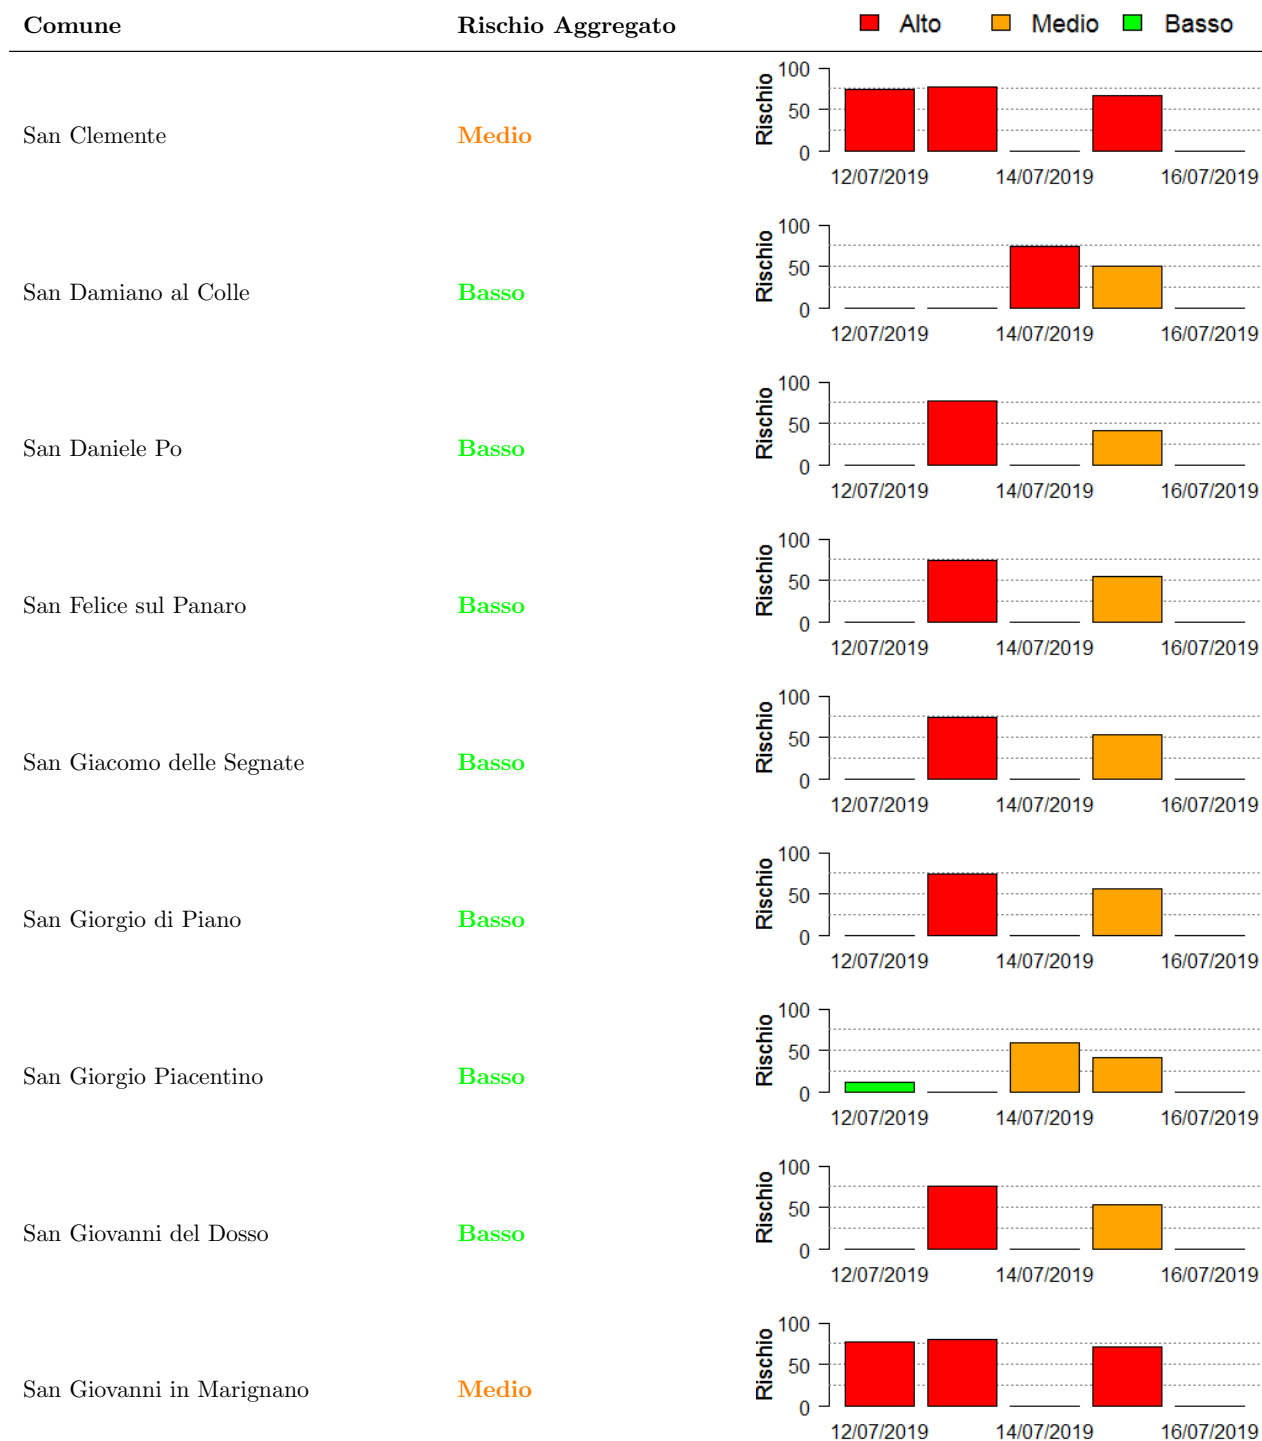 Comune Rischio Aggregato Alto Medio Basso
San Clemente Medio
Rischio
100
50
0
12/07/2019 14/07/2019 16/07/2019
San Damiano al Colle Basso
Rischio
100
50
0
12/07/2019 14/07/2019 16/07/2019
San Daniele Po Basso
Rischio
100
50
0
12/07/2019 14/07/2019 16/07/2019
San Felice sul Panaro Basso
Rischio
100
50
0
12/07/2019 14/07/2019 16/07/2019
San Giacomo delle Segnate Basso
Rischio
100
50
0
12/07/2019 14/07/2019 16/07/2019
San Giorgio di Piano Basso
Rischio
100
50
0
12/07/2019 14/07/2019 16/07/2019
San Giorgio Piacentino Basso
Rischio
100
50
0
12/07/2019 14/07/2019 16/07/2019
San Giovanni del Dosso Basso
Rischio
100
50
0
12/07/2019 14/07/2019 16/07/2019
San Giovanni in Marignano Medio
Rischio
100
50
0
12/07/2019 14/07/2019 16/07/2019